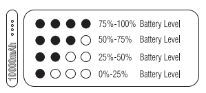 10000mAh
75%-100% Battery Level
50%-75% Battery Level
25%-50% Battery Level
0%-25% Battery Level